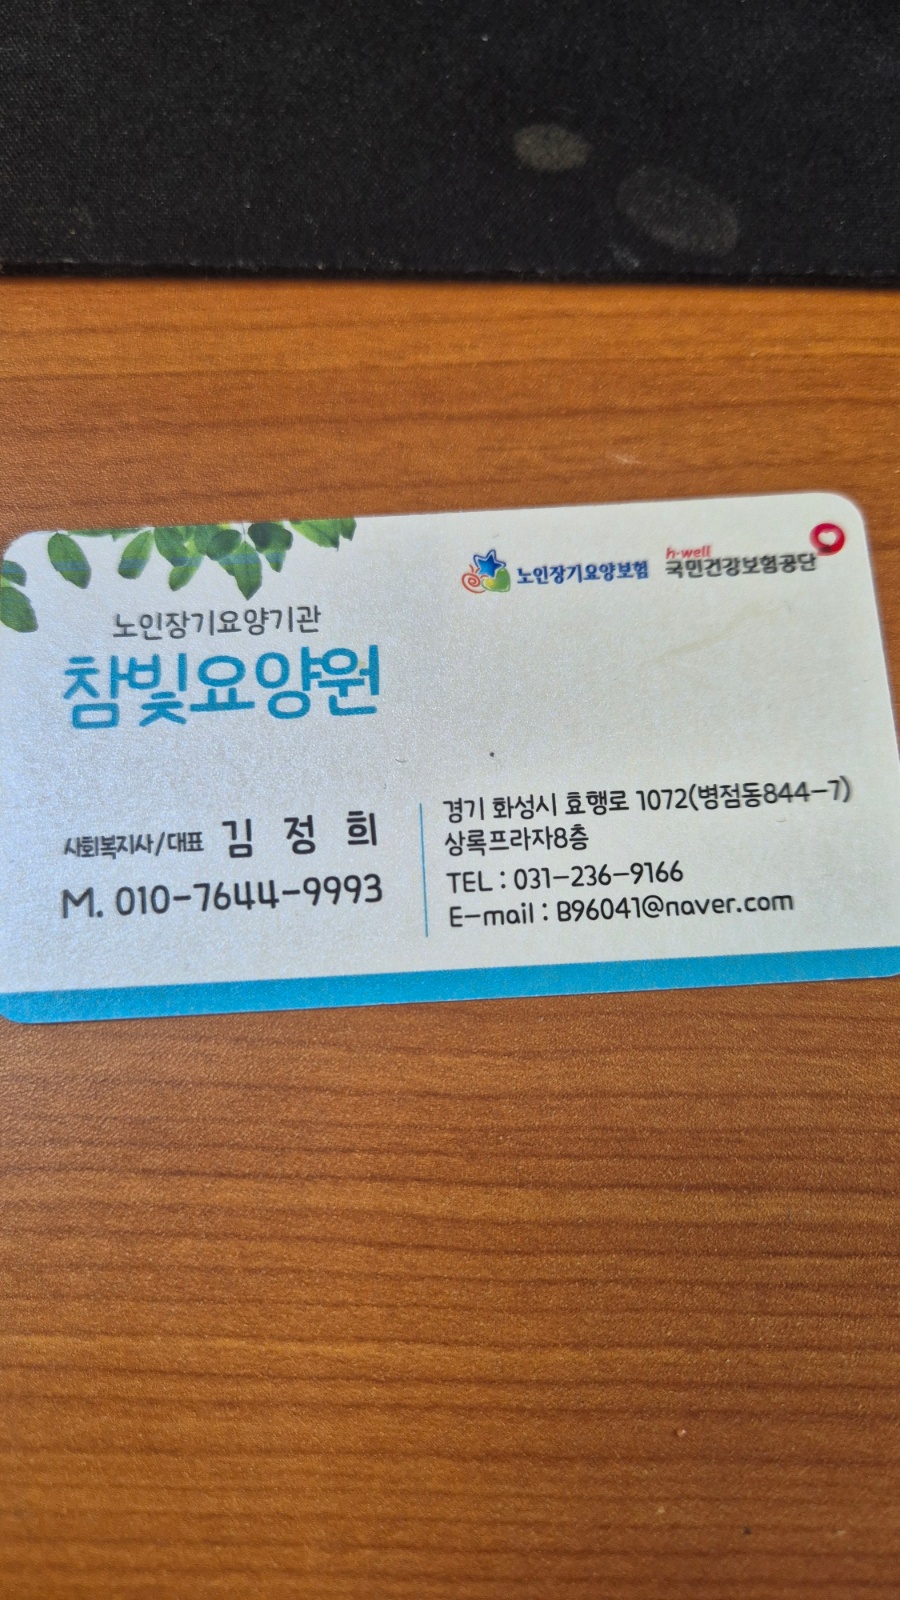 노인장기요양보험
h·well
국민건강보험공단
노인장기요양기관
참빛요양원
사회복지사/대표 김 정 희
M. 010-7644-9993
경기 화성시 효행로 1072(병점동844-7)
상록프라자8층
TEL : 031-236-9166
E-mail : B96041@naver.com